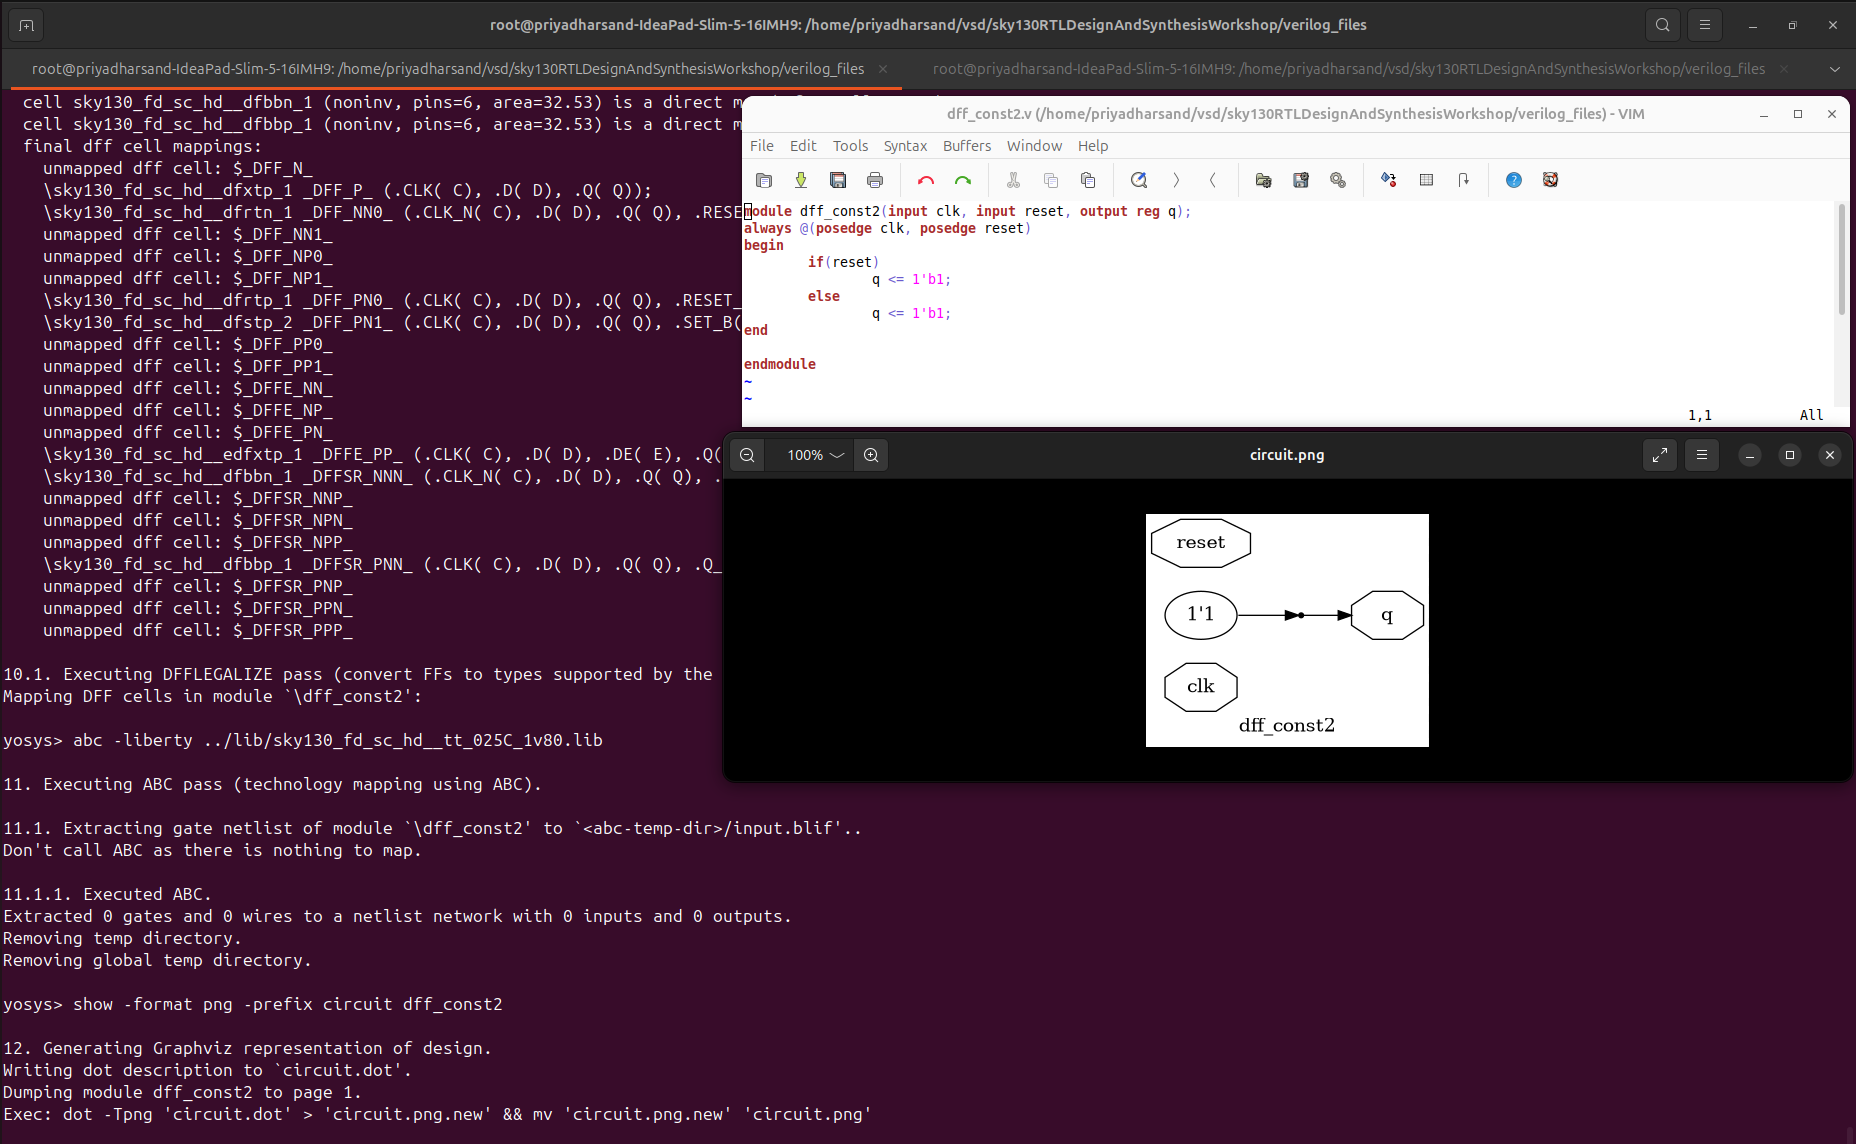 root@priyadharsand-IdeaPad-Slim-5-16IMH9: /home/priyadharsand/vsd/sky130RTLDesignAndSynthesisWorkshop/verilog_files
root@priyadharsand-IdeaPad-Slim-5-16IMH9: /home/priyadharsand/vsd/sky130RTLDesignAndSynthesisWorkshop/verilog_files
root@priyadharsand-IdeaPad-Slim-5-16IMH9: /home/priyadharsand/vsd/sky130RTLDesignAndSynthesisWorkshop/verilog_files
cell sky130_fd_sc_hd__dfbbn_1 (noninv, pins=6, area=32.53) is a direct m
cell sky130_fd_sc_hd__dfbbp_1 (noninv, pins=6, area=32.53) is a direct m
final dff cell mappings:
unmapped dff cell: $_DFF_N_
\sky130_fd_sc_hd__dfxtp_1 _DFF_P_ (.CLK( C), .D( D), .Q( Q));
\sky130_fd_sc_hd__dfrtn_1 _DFF_NN0_ (.CLK_N( C), .D( D), .Q( Q), .RESE
unmapped dff cell: $_DFF_NN1_
unmapped dff cell: $_DFF_NP0_
unmapped dff cell: $_DFF_NP1_
\sky130_fd_sc_hd__dfrtp_1 _DFF_PN0_ (.CLK( C), .D( D), .Q( Q), .RESET_
\sky130_fd_sc_hd__dfstp_2 _DFF_PN1_ (.CLK( C), .D( D), .Q( Q), .SET_B(
unmapped dff cell: $_DFF_PP0_
unmapped dff cell: $_DFF_PP1_
unmapped dff cell: $_DFFE_NN_
unmapped dff cell: $_DFFE_NP_
unmapped dff cell: $_DFFE_PN_
\sky130_fd_sc_hd__edfxtp_1 _DFFE_PP_ (.CLK( C), .D( D), .DE( E), .Q(
\sky130_fd_sc_hd__dfbbn_1 _DFFSR_NNN_ (.CLK_N( C), .D( D), .Q( Q), .
unmapped dff cell: $_DFFSR_NNP_
unmapped dff cell: $_DFFSR_NPN_
unmapped dff cell: $_DFFSR_NPP_
\sky130_fd_sc_hd__dfbbp_1 _DFFSR_PNN_ (.CLK( C), .D( D), .Q( Q), .Q_
unmapped dff cell: $_DFFSR_PNP_
unmapped dff cell: $_DFFSR_PPN_
unmapped dff cell: $_DFFSR_PPP_
10.1. Executing DFFLEGALIZE pass (convert FFs to types supported by the
Mapping DFF cells in module `\dff_const2':
yosys> abc -liberty ../lib/sky130_fd_sc_hd__tt_025C_1v80.lib
11. Executing ABC pass (technology mapping using ABC).
11.1. Extracting gate netlist of module `\dff_const2' to `<abc-temp-dir>/input.blif'..
Don't call ABC as there is nothing to map.
11.1.1. Executed ABC.
Extracted 0 gates and 0 wires to a netlist network with 0 inputs and 0 outputs.
Removing temp directory.
Removing global temp directory.
yosys> show -format png -prefix circuit dff_const2
12. Generating Graphviz representation of design.
Writing dot description to `circuit.dot'.
Dumping module dff_const2 to page 1.
Exec: dot -Tpng 'circuit.dot' > 'circuit.png.new' && mv 'circuit.png.new' 'circuit.png'
dff_const2.v (/home/priyadharsand/vsd/sky130RTLDesignAndSynthesisWorkshop/verilog_files) - VIM
File Edit Tools Syntax Buffers Window Help
module dff_const2(input clk, input reset, output reg q);
always @(posedge clk, posedge reset)
begin
if(reset)
q <= 1'b1;
else
q <= 1'b1;
end
endmodule
~
~
1,1 All
100%
circuit.png
reset
1'1
q
clk
dff_const2